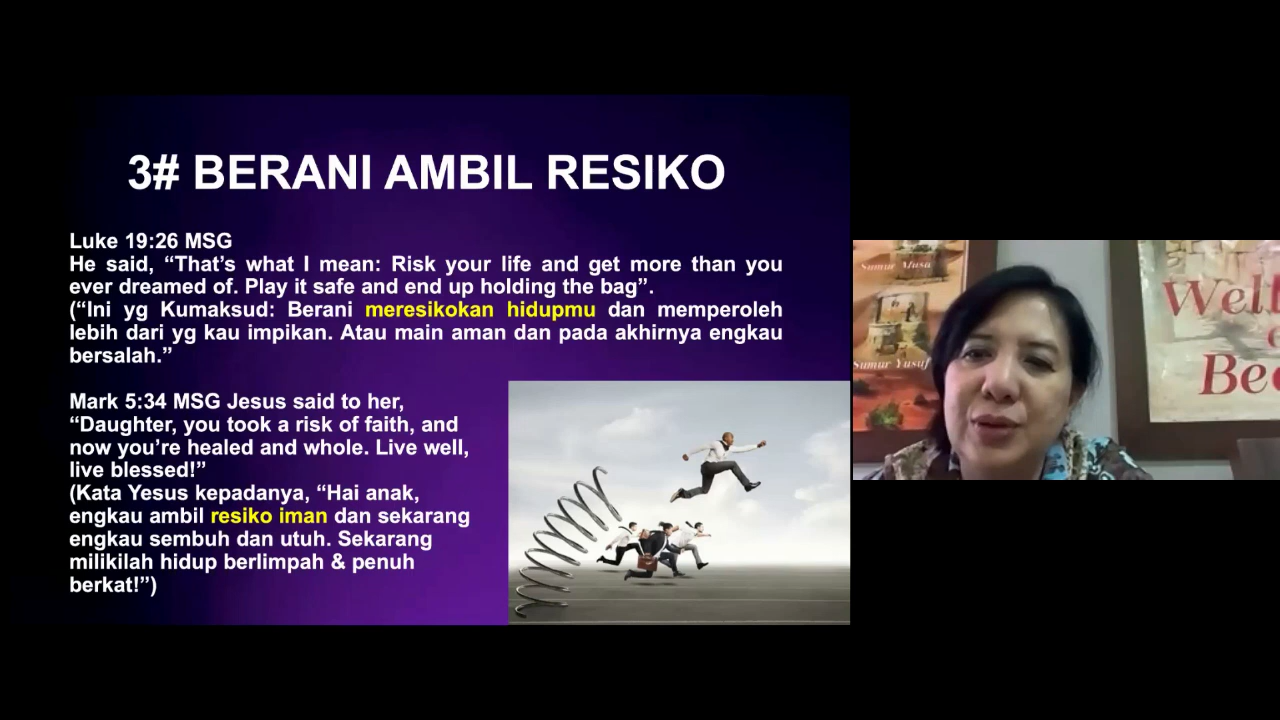 3# BERANI AMBIL RESIKO
Luke 19:26 MSG
He said, “That’s what I mean: Risk your life and get more than you
ever dreamed of. Play it safe and end up holding the bag”.
(“Ini yg Kumaksud: Berani meresikokan hidupmu dan memperoleh
lebih dari yg kau impikan. Atau main aman dan pada akhirnya engkau
bersalah.”
Mark 5:34 MSG Jesus said to her,
“Daughter, you took a risk of faith, and
now you’re healed and whole. Live well,
live blessed!”
(Kata Yesus kepadanya, “Hai anak,
engkau ambil resiko iman dan sekarang
engkau sembuh dan utuh. Sekarang
milikilah hidup berlimpah & penuh
berkat!”)
Sumur Musa
Sumur Yusuf
Well
Bee